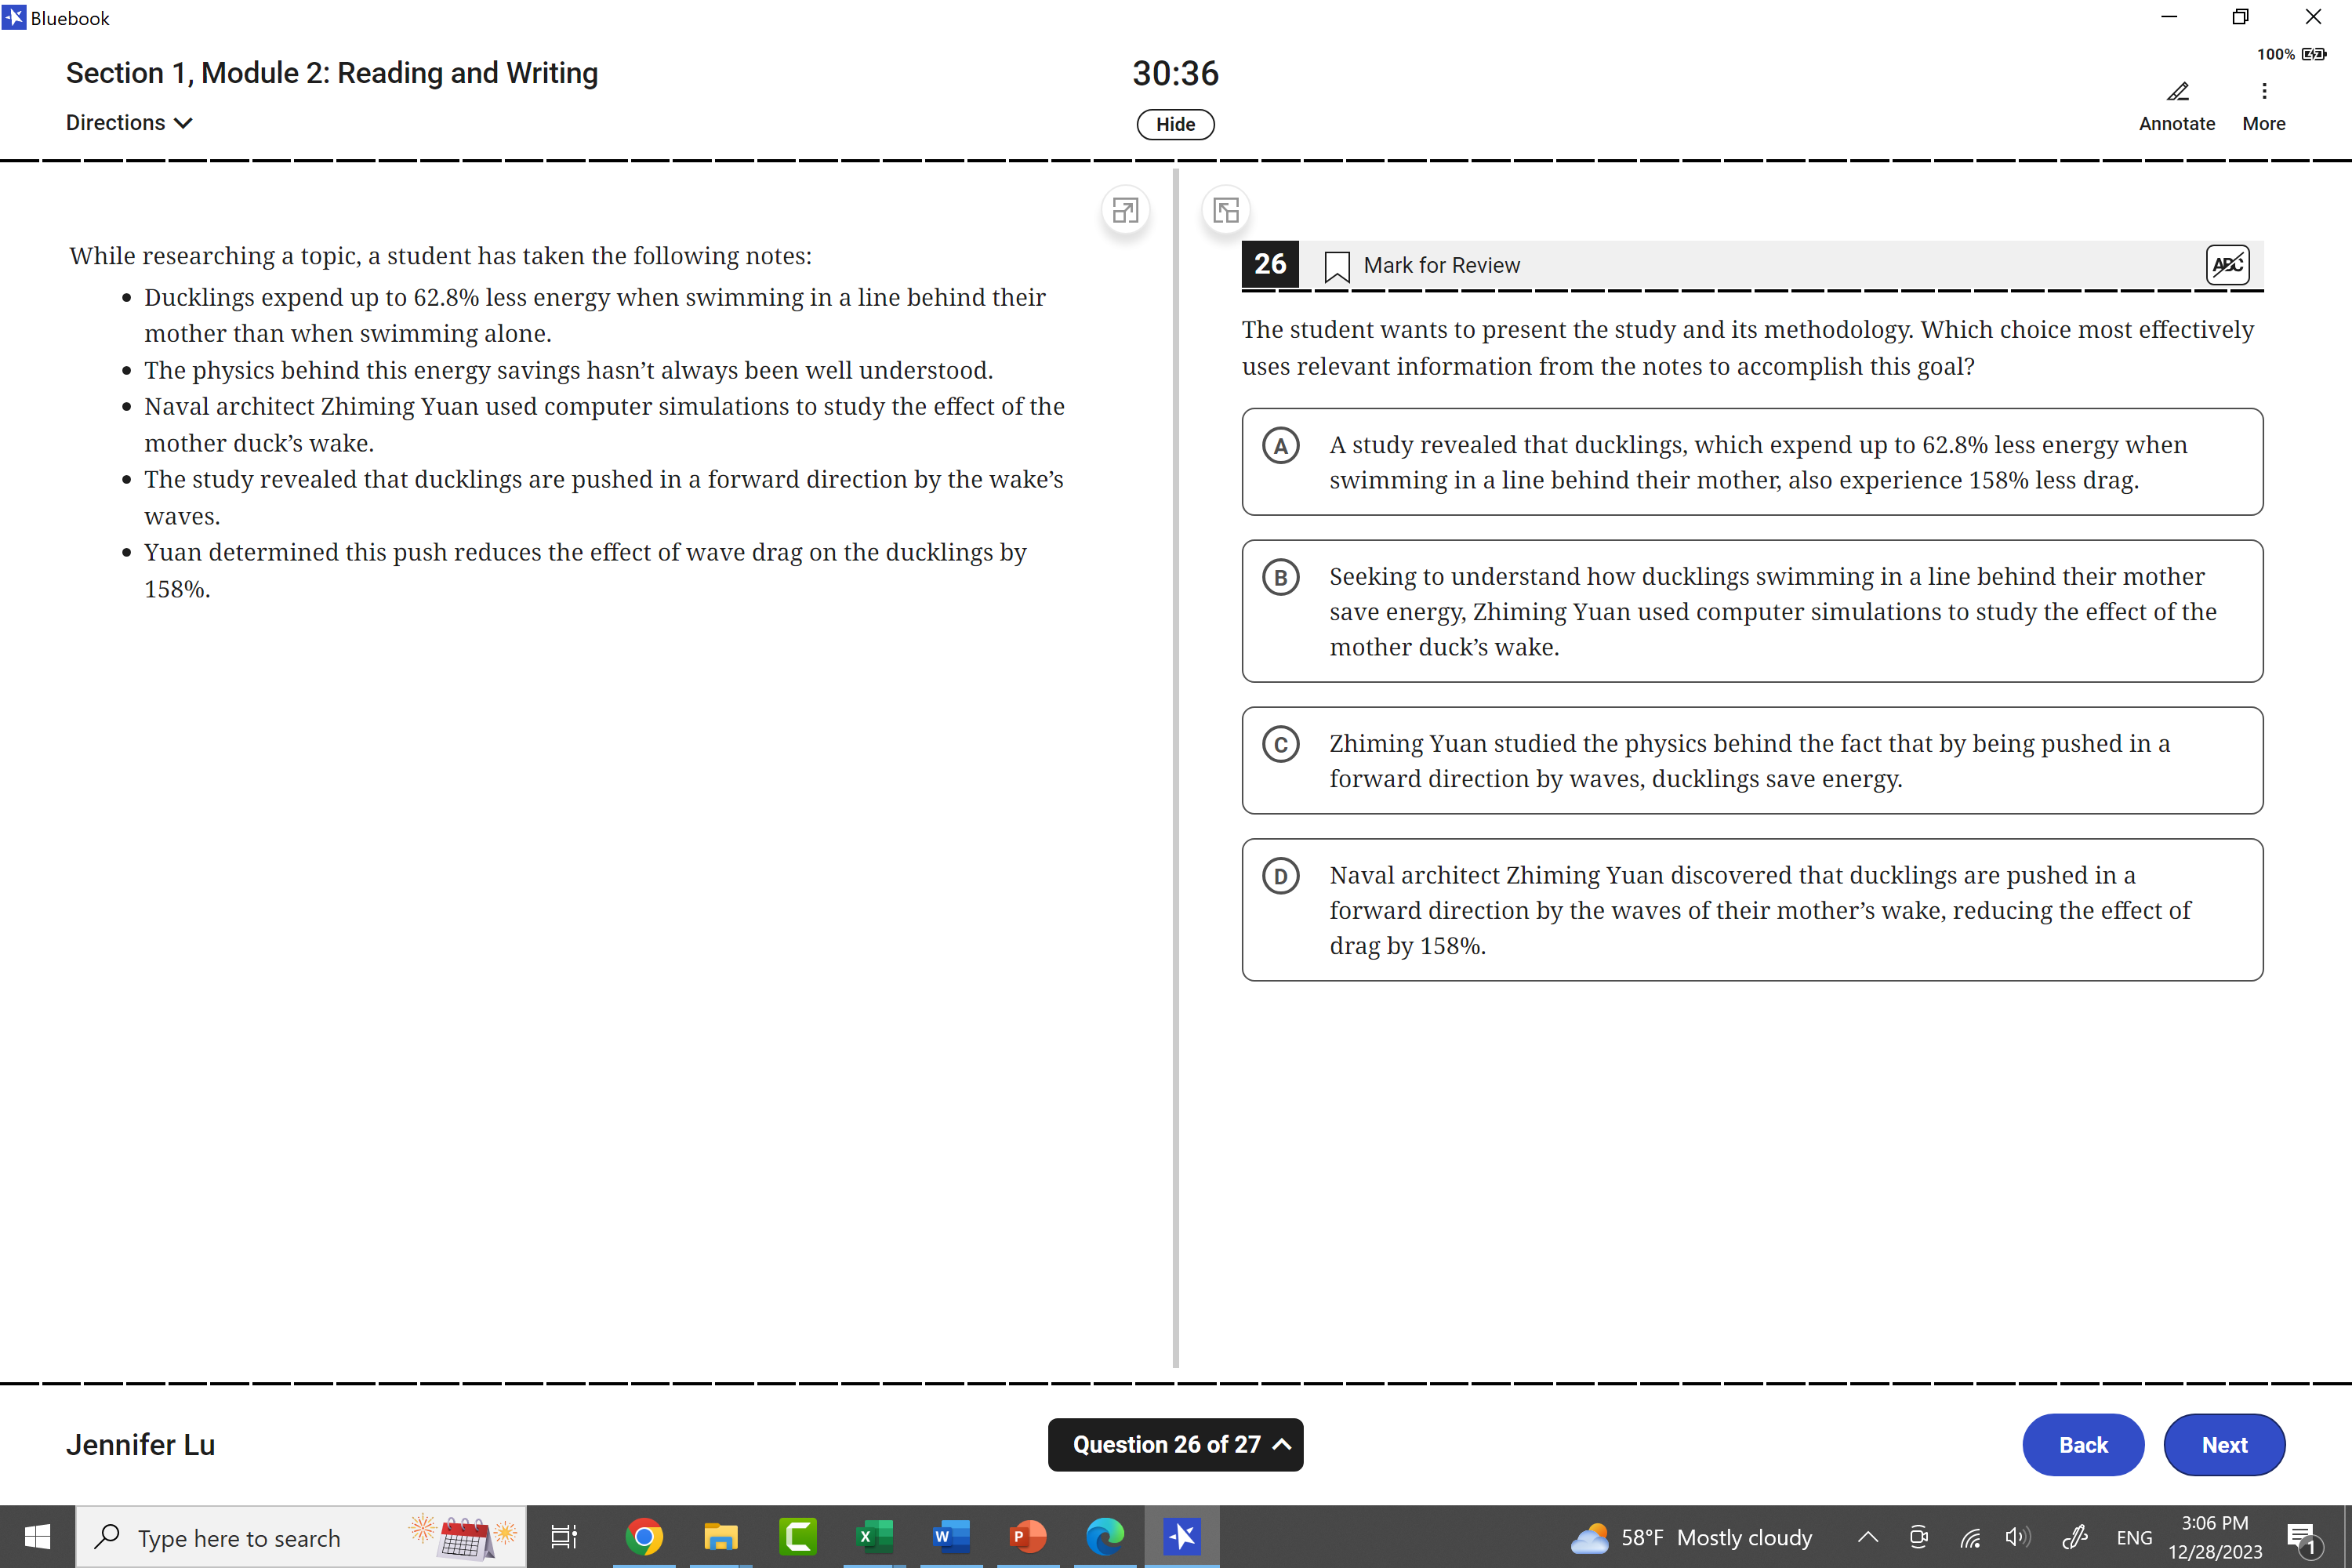 Bluebook
Section 1, Module 2: Reading and Writing
Directions
30:36
Hide
100%
Annotate
More
While researching a topic, a student has taken the following notes:
• Ducklings expend up to 62.8% less energy when swimming in a line behind their
mother than when swimming alone.
• The physics behind this energy savings hasn’t always been well understood.
• Naval architect Zhiming Yuan used computer simulations to study the effect of the
mother duck’s wake.
• The study revealed that ducklings are pushed in a forward direction by the wake’s
waves.
• Yuan determined this push reduces the effect of wave drag on the ducklings by
158%.
26 Mark for Review ABC
The student wants to present the study and its methodology. Which choice most effectively
uses relevant information from the notes to accomplish this goal?
A A study revealed that ducklings, which expend up to 62.8% less energy when
swimming in a line behind their mother, also experience 158% less drag.
B Seeking to understand how ducklings swimming in a line behind their mother
save energy, Zhiming Yuan used computer simulations to study the effect of the
mother duck’s wake.
C Zhiming Yuan studied the physics behind the fact that by being pushed in a
forward direction by waves, ducklings save energy.
D Naval architect Zhiming Yuan discovered that ducklings are pushed in a
forward direction by the waves of their mother’s wake, reducing the effect of
drag by 158%.
Jennifer Lu
Question 26 of 27
Back
Next
Type here to search
58°F Mostly cloudy
ENG
3:06 PM
12/28/2023
1